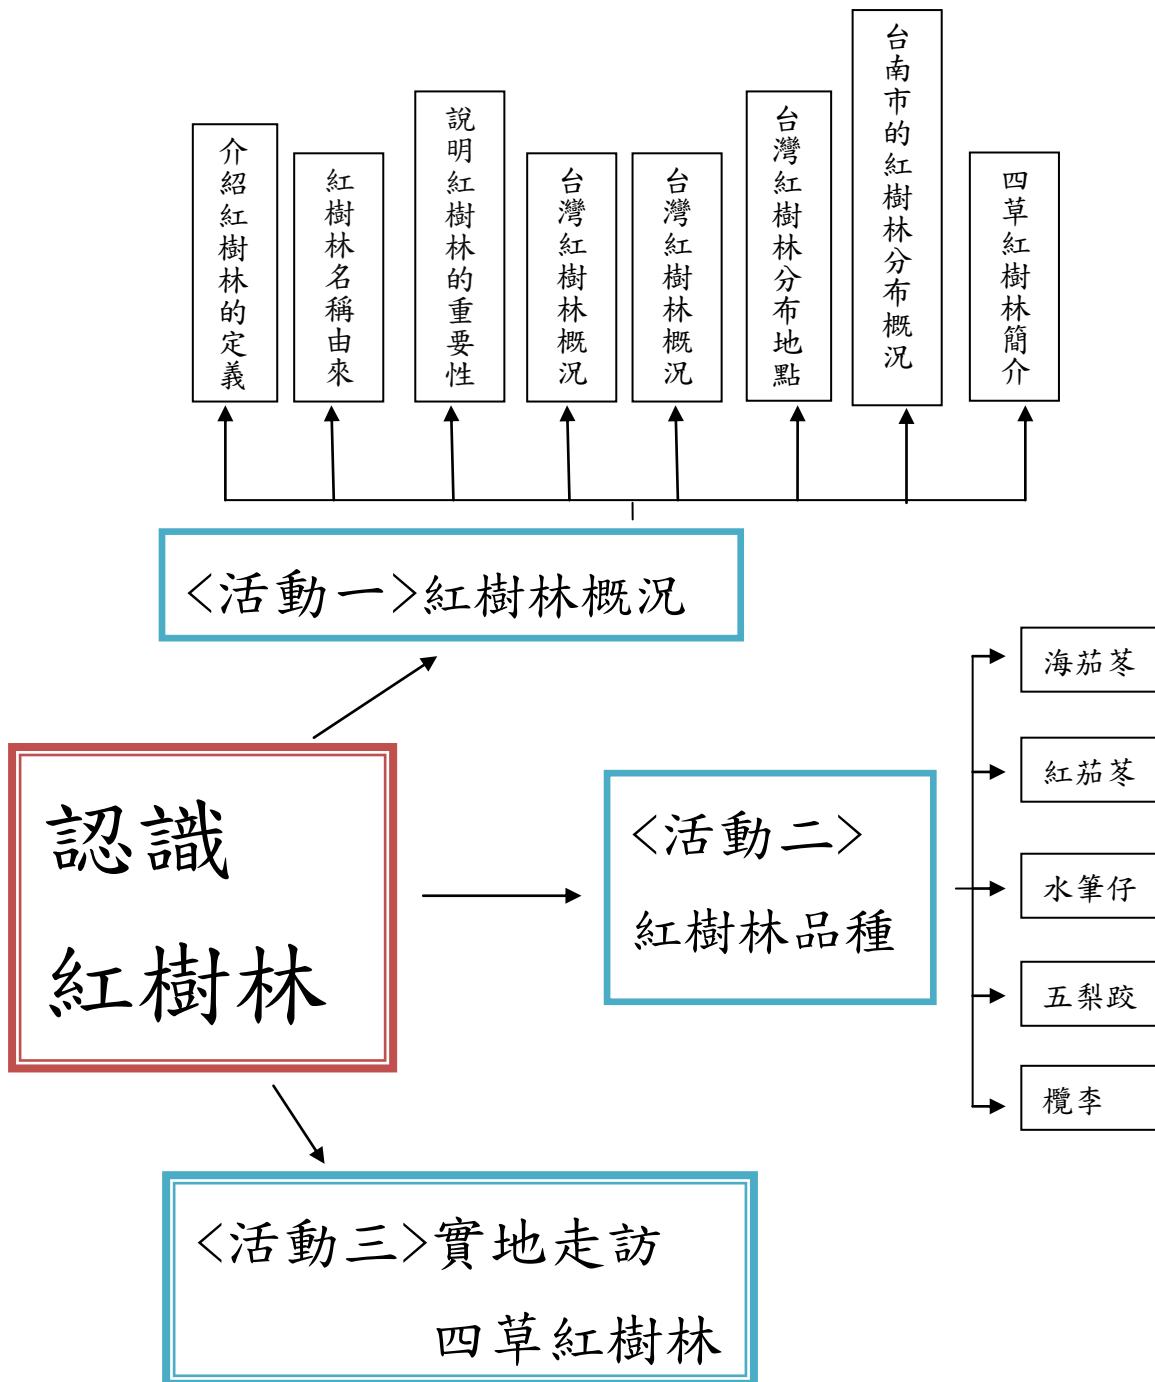 介紹紅樹林的定義
紅樹林名稱由來
說明紅樹林的重要性
台灣紅樹林概況
台灣紅樹林概況
台灣紅樹林分布地點
台南市的紅樹林分布概況
四草紅樹林簡介
<活動一>紅樹林概況
認識
紅樹林
<活動二>
紅樹林品種
海茄苳
紅茄苳
水筆仔
五梨跤
欖李
<活動三>實地走訪
四草紅樹林